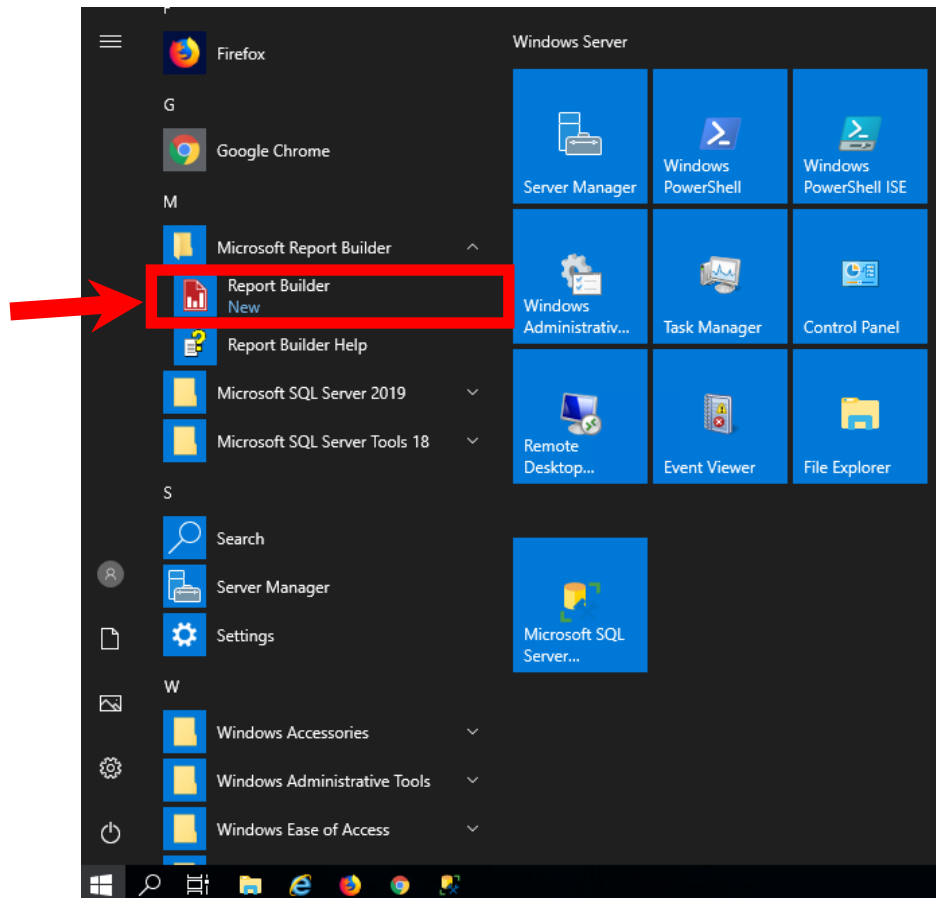 Firefox
G
Google Chrome
M
Microsoft Report Builder
Report Builder
New
Report Builder Help
Microsoft SQL Server 2019
Microsoft SQL Server Tools 18
S
Search
Server Manager
Settings
W
Windows Accessories
Windows Administrative Tools
Windows Ease of Access
Windows Server
Server Manager
Windows
PowerShell
Windows
PowerShell ISE
Windows
Administrativ...
Task Manager
Control Panel
Remote
Desktop...
Event Viewer
File Explorer
Microsoft SQL
Server...